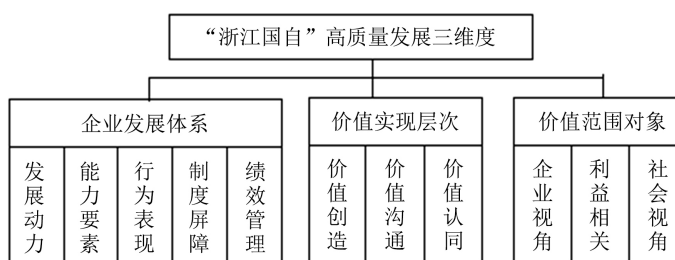 “浙江国自”高质量发展三维度
企业发展体系
价值实现层次
价值范围对象
发展动力
能力要素
行为表现
制度屏障
绩效管理
价值创造
价值沟通
价值认同
企业视角
利益相关
社会视角